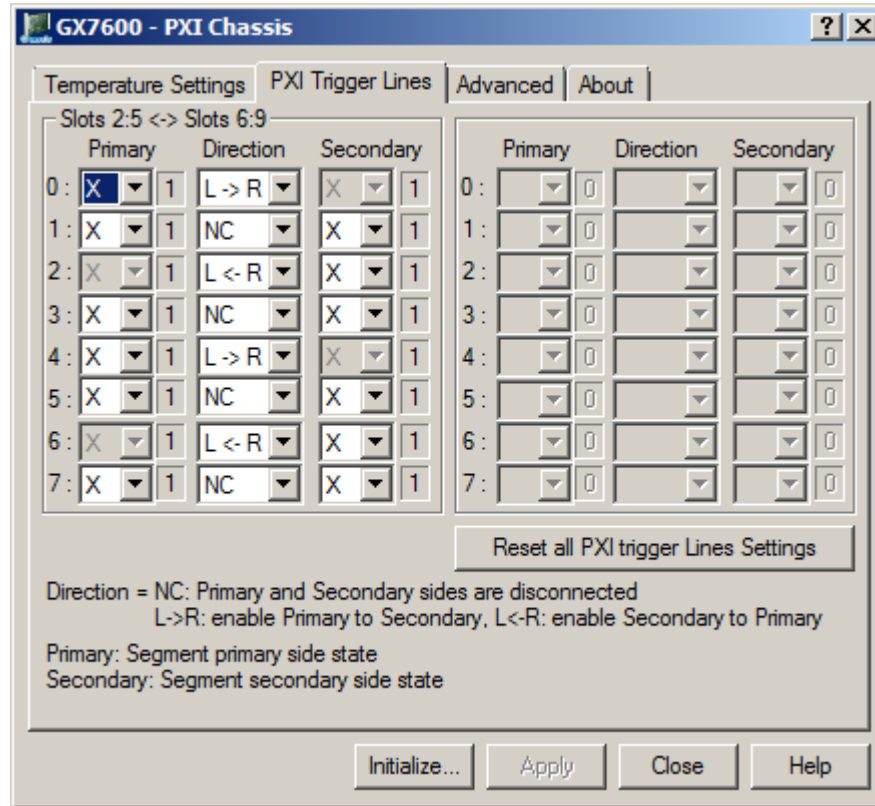 GX7600 - PXI Chassis
Temperature Settings PXI Trigger Lines Advanced About
Slots 2:5 <-> Slots 6:9
Primary Direction Secondary Primary Direction Secondary
0 : X 1 L -> R X 1 0 : 0 0
1 : X 1 NC X 1 1 : 0 0
2 : X 1 L <- R X 1 2 : 0 0
3 : X 1 NC X 1 3 : 0 0
4 : X 1 L -> R X 1 4 : 0 0
5 : X 1 NC X 1 5 : 0 0
6 : X 1 L <- R X 1 6 : 0 0
7 : X 1 NC X 1 7 : 0 0
Reset all PXI trigger Lines Settings
Direction = NC: Primary and Secondary sides are disconnected
L->R: enable Primary to Secondary, L<-R: enable Secondary to Primary
Primary: Segment primary side state
Secondary: Segment secondary side state
Initialize... Apply Close Help